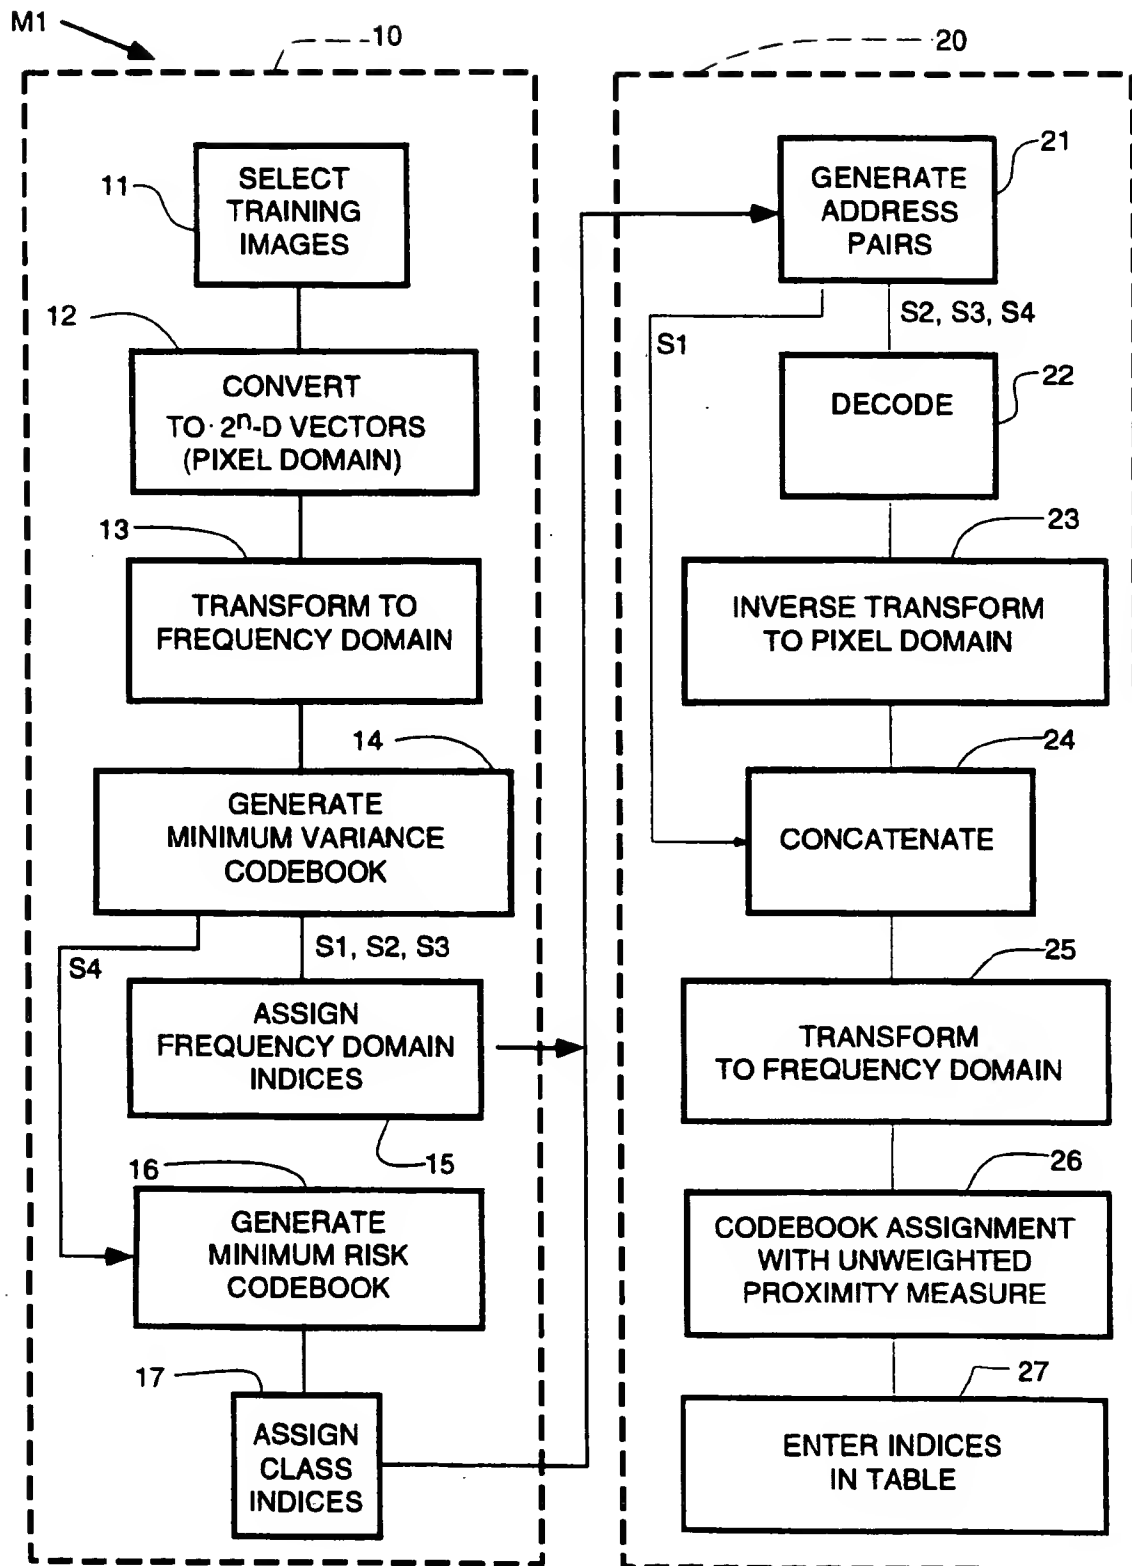 M1
10
11
SELECT
TRAINING
IMAGES
12
CONVERT
TO 2ⁿ-D VECTORS
(PIXEL DOMAIN)
13
TRANSFORM TO
FREQUENCY DOMAIN
14
GENERATE
MINIMUM VARIANCE
CODEBOOK
S4
S1, S2, S3
ASSIGN
FREQUENCY DOMAIN
INDICES
15
16
GENERATE
MINIMUM RISK
CODEBOOK
17
ASSIGN
CLASS
INDICES
20
21
GENERATE
ADDRESS
PAIRS
S1
S2, S3, S4
22
DECODE
23
INVERSE TRANSFORM
TO PIXEL DOMAIN
24
CONCATENATE
25
TRANSFORM
TO FREQUENCY DOMAIN
26
CODEBOOK ASSIGNMENT
WITH UNWEIGHTED
PROXIMITY MEASURE
27
ENTER INDICES
IN TABLE